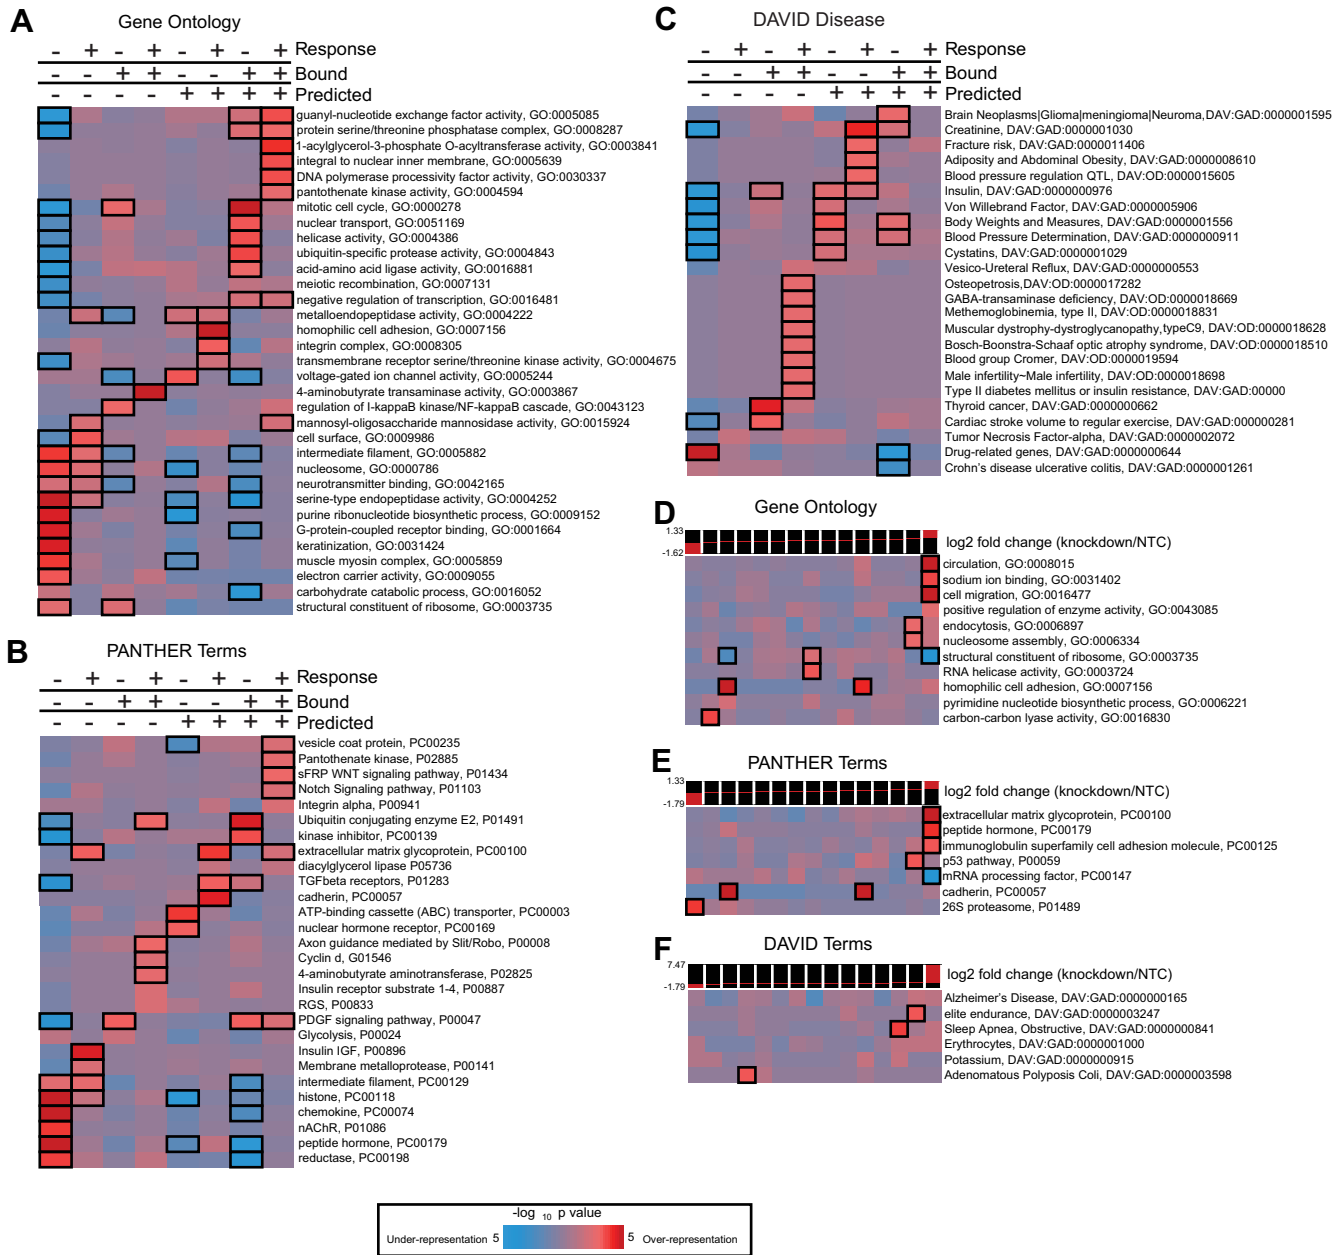 A
Gene Ontology
- + - + - + - + Response
- - + + - - + + Bound
- - - - + + + + Predicted
guanyl-nucleotide exchange factor activity, GO:0005085
protein serine/threonine phosphatase complex, GO:0008287
1-acylglycerol-3-phosphate O-acyltransferase activity, GO:0003841
integral to nuclear inner membrane, GO:0005639
DNA polymerase processivity factor activity, GO:0030337
pantothenate kinase activity, GO:0004594
mitotic cell cycle, GO:0000278
nuclear transport, GO:0051169
helicase activity, GO:0004386
ubiquitin-specific protease activity, GO:0004843
acid-amino acid ligase activity, GO:0016881
meiotic recombination, GO:0007131
negative regulation of transcription, GO:0016481
metalloendopeptidase activity, GO:0004222
homophilic cell adhesion, GO:0007156
integrin complex, GO:0008305
transmembrane receptor serine/threonine kinase activity, GO:0004675
voltage-gated ion channel activity, GO:0005244
4-aminobutyrate transaminase activity, GO:0003867
regulation of I-kappaB kinase/NF-kappaB cascade, GO:0043123
mannosyl-oligosaccharide mannosidase activity, GO:0015924
cell surface, GO:0009986
intermediate filament, GO:0005882
nucleosome, GO:0000786
neurotransmitter binding, GO:0042165
serine-type endopeptidase activity, GO:0004252
purine ribonucleotide biosynthetic process, GO:0009152
G-protein-coupled receptor binding, GO:0001664
keratinization, GO:0031424
muscle myosin complex, GO:0005859
electron carrier activity, GO:0009055
carbohydrate catabolic process, GO:0016052
structural constituent of ribosome, GO:0003735
B
PANTHER Terms
- + - + - + - + Response
- - + + - - + + Bound
- - - - + + + + Predicted
vesicle coat protein, PC00235
Pantothenate kinase, P02885
sFRP WNT signaling pathway, P01434
Notch Signaling pathway, P01103
Integrin alpha, P00941
Ubiquitin conjugating enzyme E2, P01491
kinase inhibitor, PC00139
extracellular matrix glycoprotein, PC00100
diacylglycerol lipase P05736
TGFbeta receptors, P01283
cadherin, PC00057
ATP-binding cassette (ABC) transporter, PC00003
nuclear hormone receptor, PC00169
Axon guidance mediated by Slit/Robo, P00008
Cyclin d, G01546
4-aminobutyrate aminotransferase, P02825
Insulin receptor substrate 1-4, P00887
RGS, P00833
PDGF signaling pathway, P00047
Glycolysis, P00024
Insulin IGF, P00896
Membrane metalloprotease, P00141
intermediate filament, PC00129
histone, PC00118
chemokine, PC00074
nAChR, P01086
peptide hormone, PC00179
reductase, PC00198
C
DAVID Disease
- + - + - + - + Response
- - + + - - + + Bound
- - - - + + + + Predicted
Brain Neoplasms|Glioma|meningioma|Neuroma,DAV:GAD:0000001595
Creatinine, DAV:GAD:0000001030
Fracture risk, DAV:GAD:0000011406
Adiposity and Abdominal Obesity, DAV:GAD:0000008610
Blood pressure regulation QTL, DAV:OD:0000015605
Insulin, DAV:GAD:0000000976
Von Willebrand Factor, DAV:GAD:0000005906
Body Weights and Measures, DAV:GAD:0000001556
Blood Pressure Determination, DAV:GAD:0000000911
Cystatins, DAV:GAD:0000001029
Vesico-Ureteral Reflux, DAV:GAD:0000000553
Osteopetrosis,DAV:OD:0000017282
GABA-transaminase deficiency, DAV:OD:0000018669
Methemoglobinemia, type II, DAV:OD:0000018831
Muscular dystrophy-dystroglycanopathy,typeC9, DAV:OD:0000018628
Bosch-Boonstra-Schaaf optic atrophy syndrome, DAV:OD:0000018510
Blood group Cromer, DAV:OD:0000019594
Male infertility~Male infertility, DAV:OD:0000018698
Type II diabetes mellitus or insulin resistance, DAV:GAD:00000
Thyroid cancer, DAV:GAD:0000000662
Cardiac stroke volume to regular exercise, DAV:GAD:000000281
Tumor Necrosis Factor-alpha, DAV:GAD:0000002072
Drug-related genes, DAV:GAD:0000000644
Crohn's disease ulcerative colitis, DAV:GAD:0000001261
D
Gene Ontology
1.33
-1.62
log2 fold change (knockdown/NTC)
circulation, GO:0008015
sodium ion binding, GO:0031402
cell migration, GO:0016477
positive regulation of enzyme activity, GO:0043085
endocytosis, GO:0006897
nucleosome assembly, GO:0006334
structural constituent of ribosome, GO:0003735
RNA helicase activity, GO:0003724
homophilic cell adhesion, GO:0007156
pyrimidine nucleotide biosynthetic process, GO:0006221
carbon-carbon lyase activity, GO:0016830
E
PANTHER Terms
1.33
-1.79
log2 fold change (knockdown/NTC)
extracellular matrix glycoprotein, PC00100
peptide hormone, PC00179
immunoglobulin superfamily cell adhesion molecule, PC00125
p53 pathway, P00059
mRNA processing factor, PC00147
cadherin, PC00057
26S proteasome, P01489
F
DAVID Terms
7.47
-1.79
log2 fold change (knockdown/NTC)
Alzheimer's Disease, DAV:GAD:0000000165
elite endurance, DAV:GAD:0000003247
Sleep Apnea, Obstructive, DAV:GAD:0000000841
Erythrocytes, DAV:GAD:0000001000
Potassium, DAV:GAD:0000000915
Adenomatous Polyposis Coli, DAV:GAD:0000003598
-log 10 p value
Under-representation 5 5 Over-representation